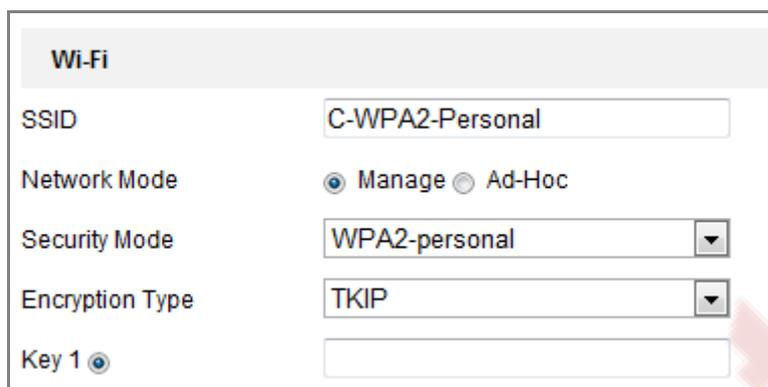 Wi-Fi
SSID C-WPA2-Personal
Network Mode Manage Ad-Hoc
Security Mode WPA2-personal
Encryption Type TKIP
Key 1